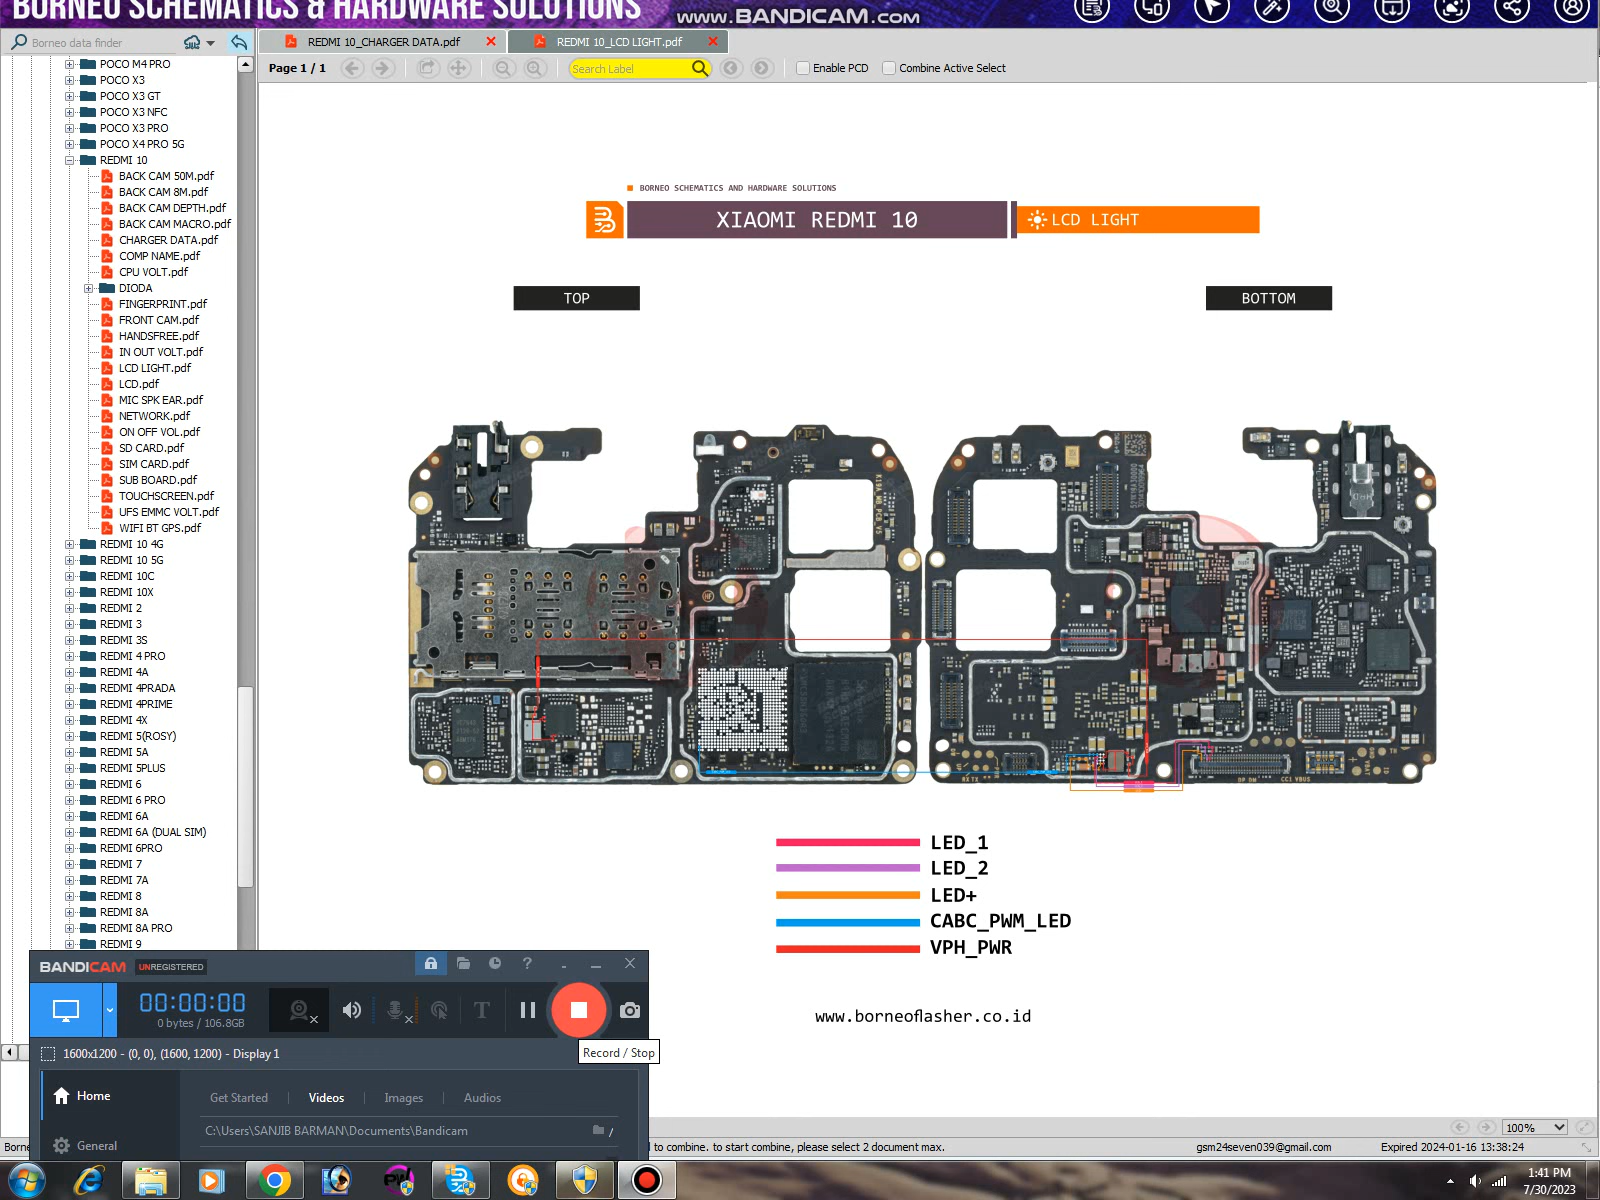 BORNEO SCHEMATICS & HARDWARE SOLUTIONS
www.BANDICAM.com
Borneo data finder
REDMI 10_CHARGER DATA.pdf
REDMI 10_LCD LIGHT.pdf
Page 1 / 1
Search Label
Enable PCD
Combine Active Select
POCO M4 PRO
POCO X3
POCO X3 GT
POCO X3 NFC
POCO X3 PRO
POCO X4 PRO 5G
REDMI 10
BACK CAM 50M.pdf
BACK CAM 8M.pdf
BACK CAM DEPTH.pdf
BACK CAM MACRO.pdf
CHARGER DATA.pdf
COMP NAME.pdf
CPU VOLT.pdf
DIODA
FINGERPRINT.pdf
FRONT CAM.pdf
HANDSFREE.pdf
IN OUT VOLT.pdf
LCD LIGHT.pdf
LCD.pdf
MIC SPK EAR.pdf
NETWORK.pdf
ON OFF VOL.pdf
SD CARD.pdf
SIM CARD.pdf
SUB BOARD.pdf
TOUCHSCREEN.pdf
UFS EMMC VOLT.pdf
WIFI BT GPS.pdf
REDMI 10 4G
REDMI 10 5G
REDMI 10C
REDMI 10X
REDMI 2
REDMI 3
REDMI 3S
REDMI 4 PRO
REDMI 4A
REDMI 4PRADA
REDMI 4PRIME
REDMI 4X
REDMI 5(ROSY)
REDMI 5A
REDMI 5PLUS
REDMI 6
REDMI 6 PRO
REDMI 6A
REDMI 6A (DUAL SIM)
REDMI 6PRO
REDMI 7
REDMI 7A
REDMI 8
REDMI 8A
REDMI 8A PRO
REDMI 9
BORNEO SCHEMATICS AND HARDWARE SOLUTIONS
XIAOMI REDMI 10
LCD LIGHT
TOP
BOTTOM
LED_1
LED_2
LED+
CABC_PWM_LED
VPH_PWR
www.borneoflasher.co.id
BANDICAM
UNREGISTERED
00:00:00
0 bytes / 106.8GB
Record / Stop
1600x1200 - (0, 0), (1600, 1200) - Display 1
Home
General
Get Started
Videos
Images
Audios
C:\Users\SANJIB BARMAN\Documents\Bandicam
100%
Borne
to combine. to start combine, please select 2 document max.
gsm24seven039@gmail.com
Expired 2024-01-16 13:38:24
1:41 PM
7/30/2023